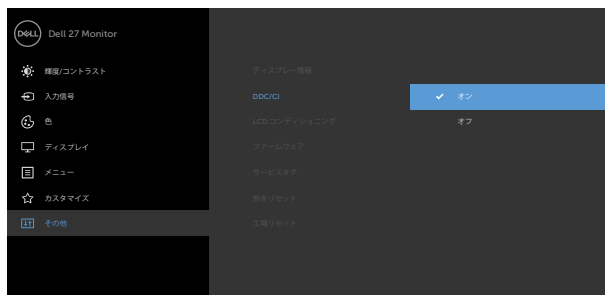 DELL
Dell 27 Monitor
輝度/コントラスト
入力信号
色
ディスプレイ
メニュー
カスタマイズ
その他
ディスプレー情報
DDC/CI
LCD コンディショニング
ファームウェア
サービスタグ
他をリセット
工場リセット
オン
オフ